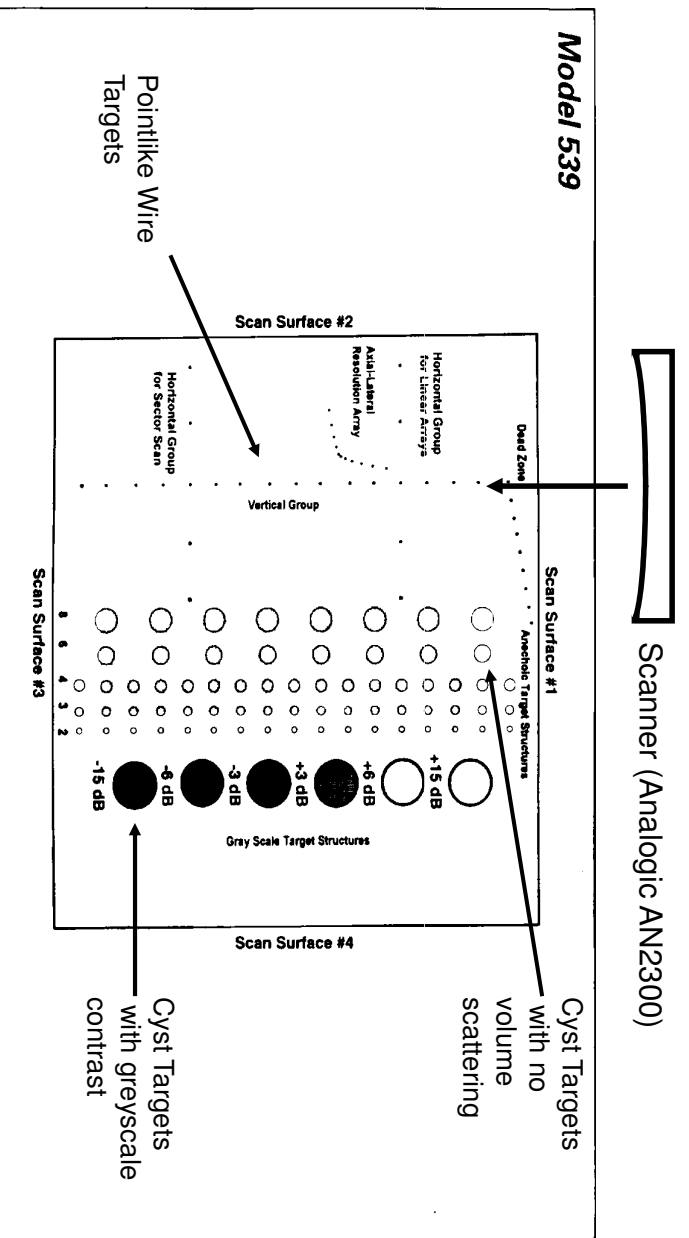 Scanner (Analogic AN2300)
Model 539
Scan Surface #1
Scan Surface #2
Dead Zone
Anechoic Target Structures
Horizontal Group
for Linear Arrays
Axial-Lateral
Resolution Array
Vertical Group
Horizontal Group
for Sector Scan
8
6
4
3
2
+15 dB
+6 dB
+3 dB
-3 dB
-6 dB
-15 dB
Gray Scale Target Structures
Scan Surface #3
Scan Surface #4
Pointlike Wire
Targets
Cyst Targets
with no
volume
scattering
Cyst Targets
with greyscale
contrast